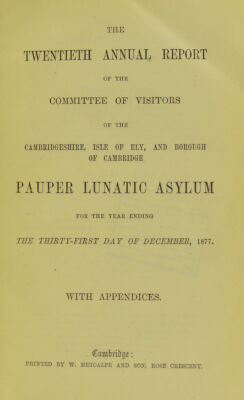 THE
TWENTIETH ANNUAL REPORT
OF THE
COMMITTEE OF VISITORS
OF THE
CAMBRIDGESHIRE, ISLE OF ELY, AND BOROUGH
OF CAMBRIDGE
PAUPER LUNATIC ASYLUM
FOR THE YEAR ENDING
THE THIRTY-FIRST DAY OF DECEMBER, 1877.
WITH APPENDICES.
Cambridge:
PRINTED BY W. METCALFE AND SON, ROSE CRESCENT.